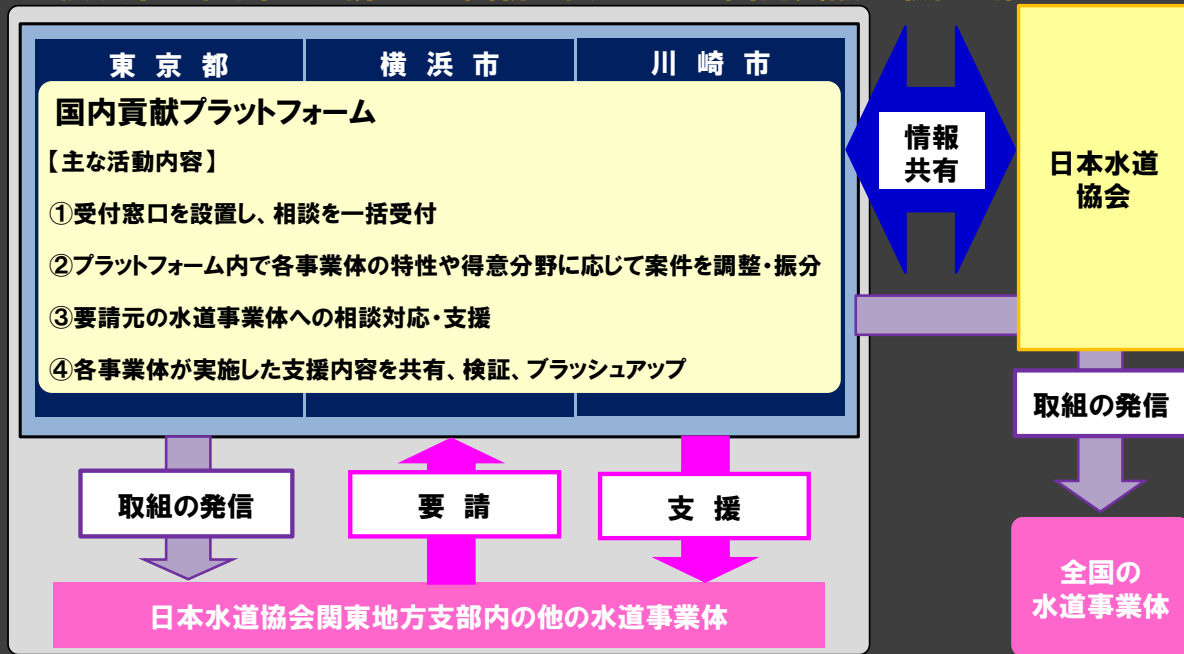 東京都
横浜市
川崎市
国内貢献プラットフォーム
【主な活動内容】
①受付窓口を設置し、相談を一括受付
②プラットフォーム内で各事業体の特性や得意分野に応じて案件を調整・振分
③要請元の水道事業体への相談対応・支援
④各事業体が実施した支援内容を共有、検証、ブラッシュアップ
情報
共有
日本水道
協会
取組の発信
要請
支援
取組の発信
日本水道協会関東地方支部内の他の水道事業体
全国の
水道事業体